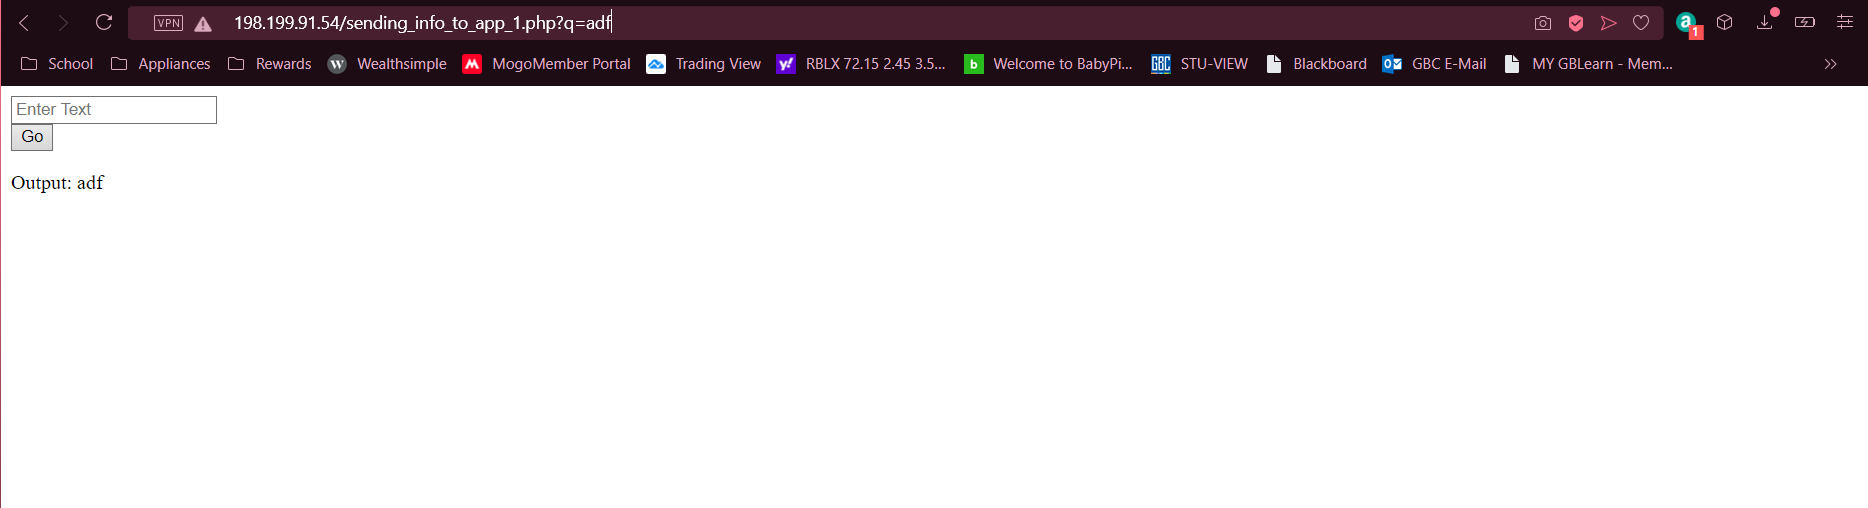 VPN 198.199.91.54/sending_info_to_app_1.php?q=adf a 1
School Appliances Rewards W Wealthsimple MogoMember Portal Trading View y! RBLX 72.15 2.45 3.5... b Welcome to BabyPi... GBC STU-VIEW Blackboard GBC E-Mail MY GBLearn - Mem...
Enter Text
Go
Output: adf